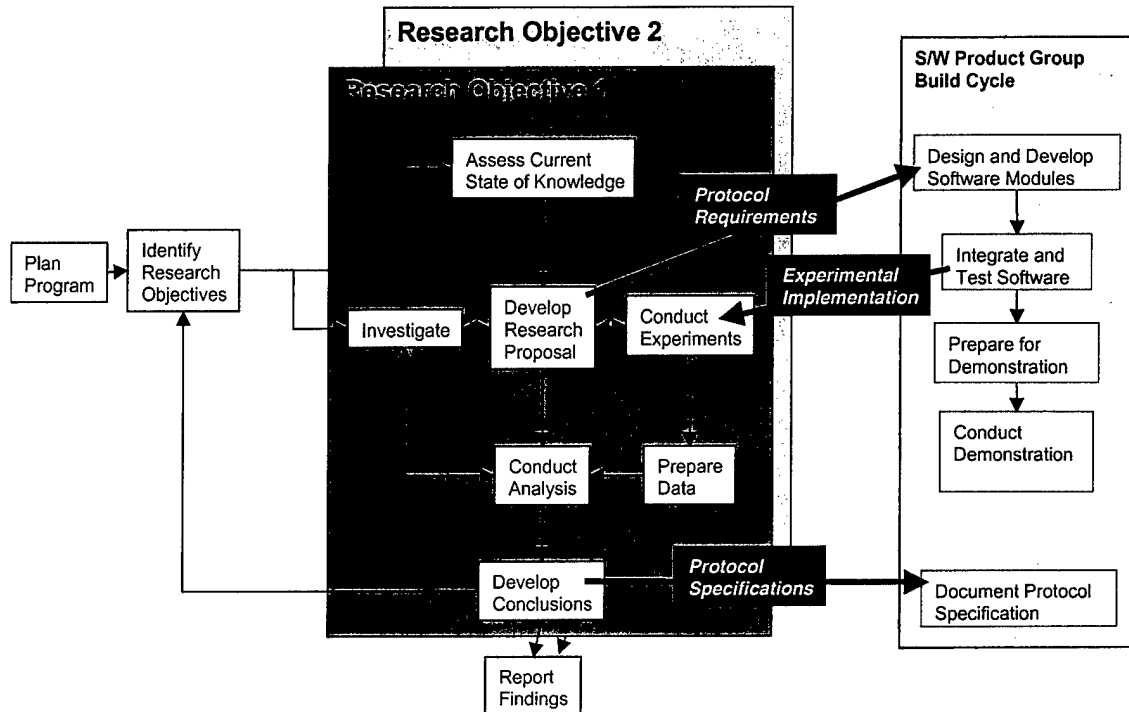 Research Objective 2
Research Objective 1
S/W Product Group
Build Cycle
Assess Current
State of Knowledge
Design and Develop
Software Modules
Protocol
Requirements
Plan
Program
Identify
Research
Objectives
Experimental
Implementation
Integrate and
Test Software
Investigate
Develop
Research
Proposal
Conduct
Experiments
Prepare for
Demonstration
Conduct
Demonstration
Conduct
Analysis
Prepare
Data
Develop
Conclusions
Protocol
Specifications
Document Protocol
Specification
Report
Findings